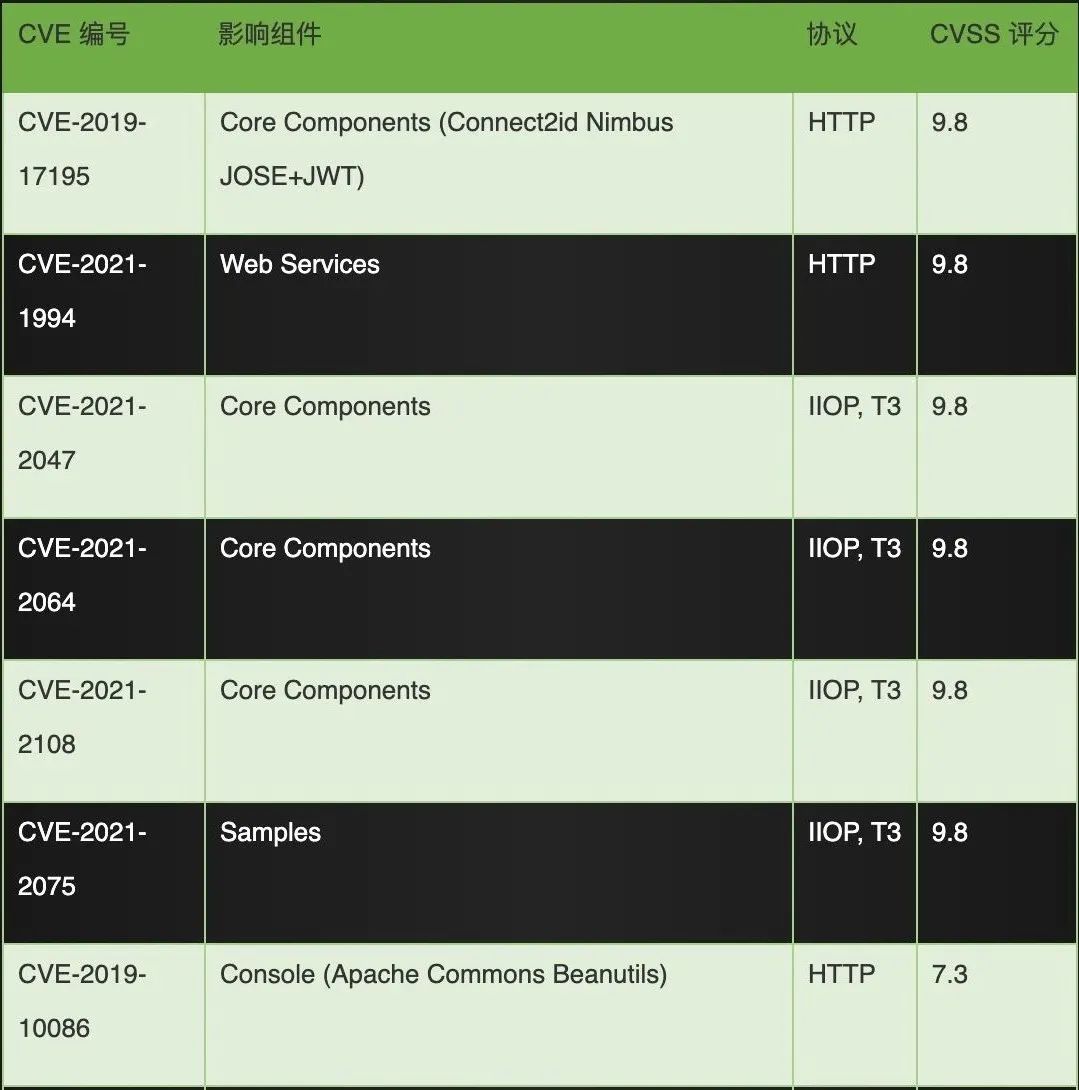 CVE 编号 影响组件 协议 CVSS 评分
CVE-2019- Core Components (Connect2id Nimbus HTTP 9.8
17195 JOSE+JWT)
CVE-2021- Web Services HTTP 9.8
1994
CVE-2021- Core Components IIOP, T3 9.8
2047
CVE-2021- Core Components IIOP, T3 9.8
2064
CVE-2021- Core Components IIOP, T3 9.8
2108
CVE-2021- Samples IIOP, T3 9.8
2075
CVE-2019- Console (Apache Commons Beanutils) HTTP 7.3
10086